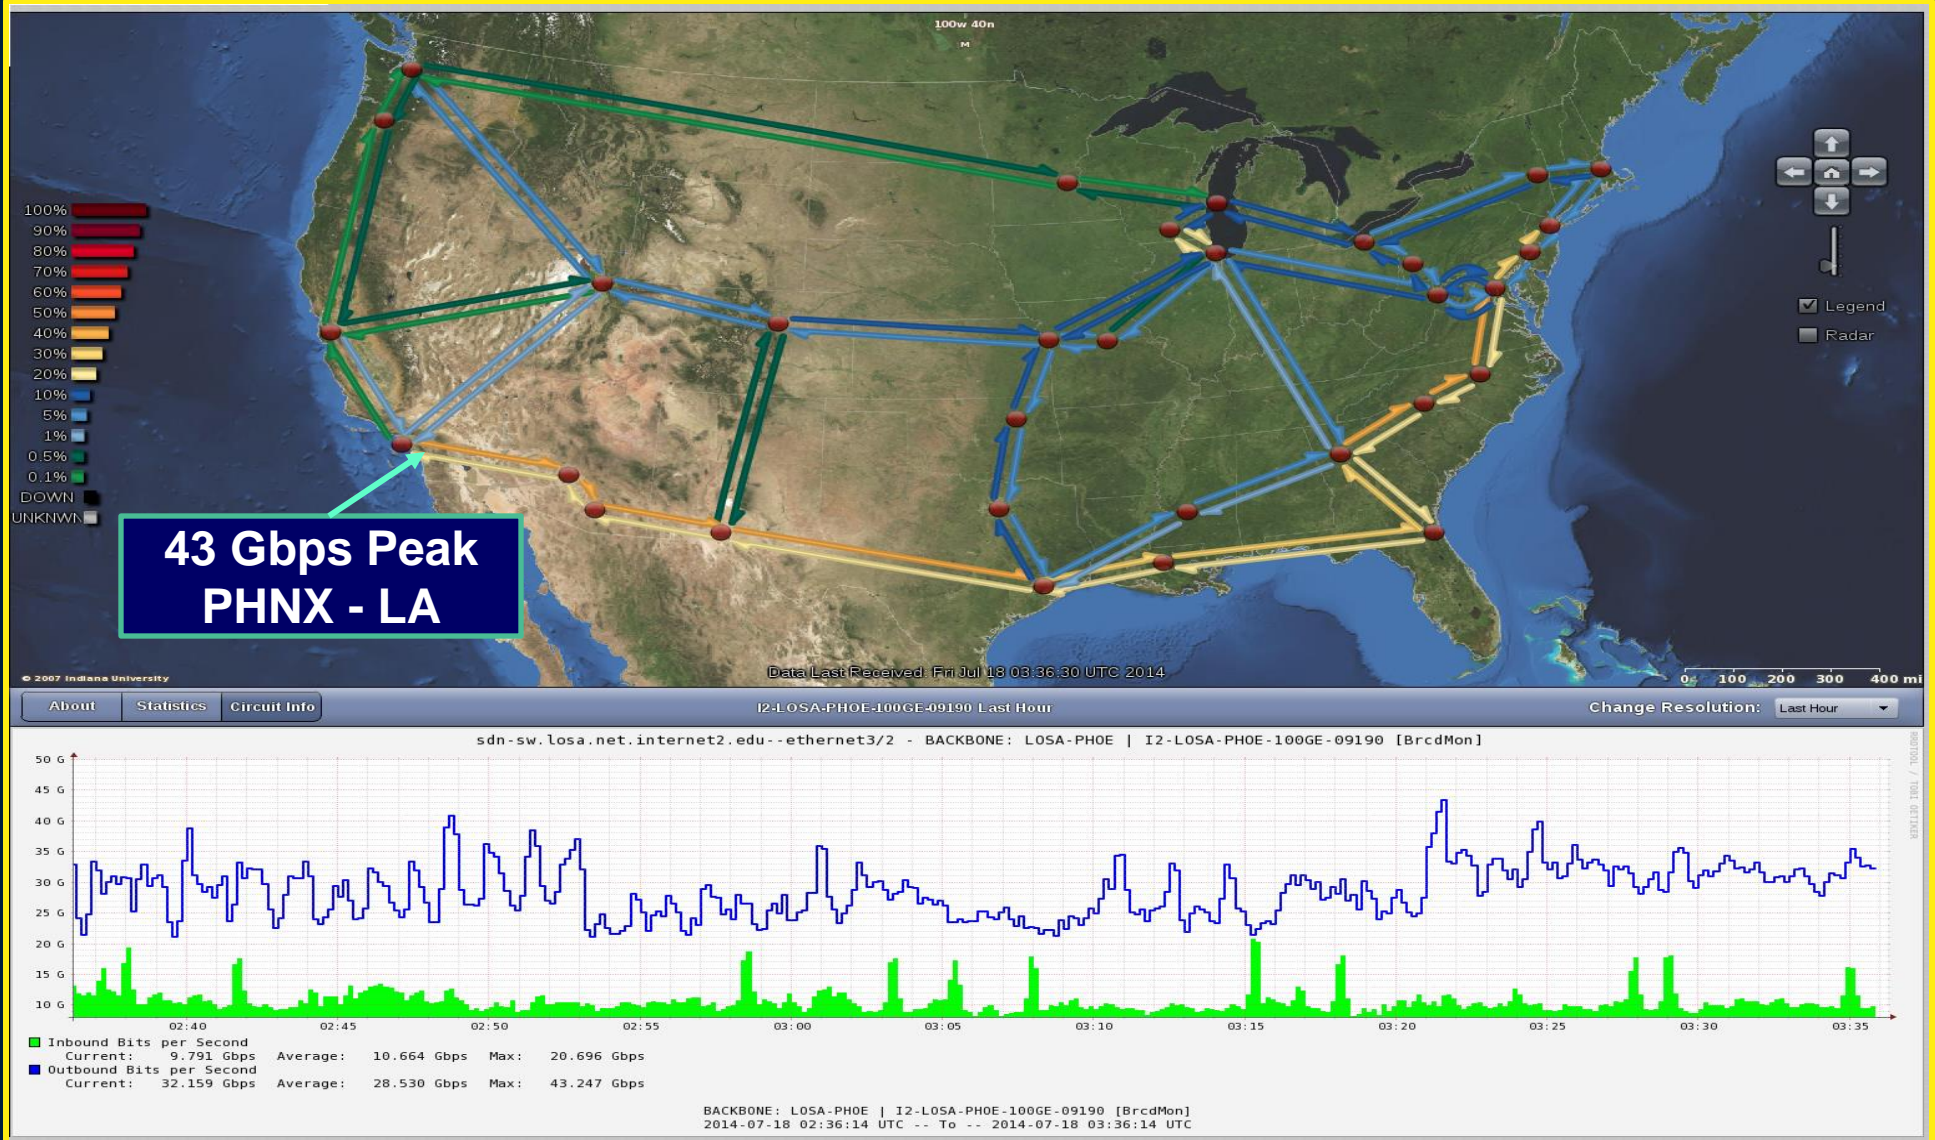 100w 40n
M
100%
90%
80%
70%
60%
50%
40%
30%
20%
10%
5%
1%
0.5%
0.1%
DOWN
UNKNWN
Legend
Radar
43 Gbps Peak
PHNX - LA
© 2007 Indiana University
Data Last Received: Fri Jul 18 03:36:30 UTC 2014
0 100 200 300 400 mi
About Statistics Circuit Info
I2-LOSA-PHOE-100GE-09190 Last Hour
Change Resolution: Last Hour
sdn-sw.losa.net.internet2.edu--ethernet3/2 - BACKBONE: LOSA-PHOE | I2-LOSA-PHOE-100GE-09190 [BrcdMon]
RRDTOOL / TOBI OETIKER
50 G
45 G
40 G
35 G
30 G
25 G
20 G
15 G
10 G
02:40 02:45 02:50 02:55 03:00 03:05 03:10 03:15 03:20 03:25 03:30 03:35
Inbound Bits per Second
Current: 9.791 Gbps Average: 10.664 Gbps Max: 20.696 Gbps
Outbound Bits per Second
Current: 32.159 Gbps Average: 28.530 Gbps Max: 43.247 Gbps
BACKBONE: LOSA-PHOE | I2-LOSA-PHOE-100GE-09190 [BrcdMon]
2014-07-18 02:36:14 UTC -- To -- 2014-07-18 03:36:14 UTC